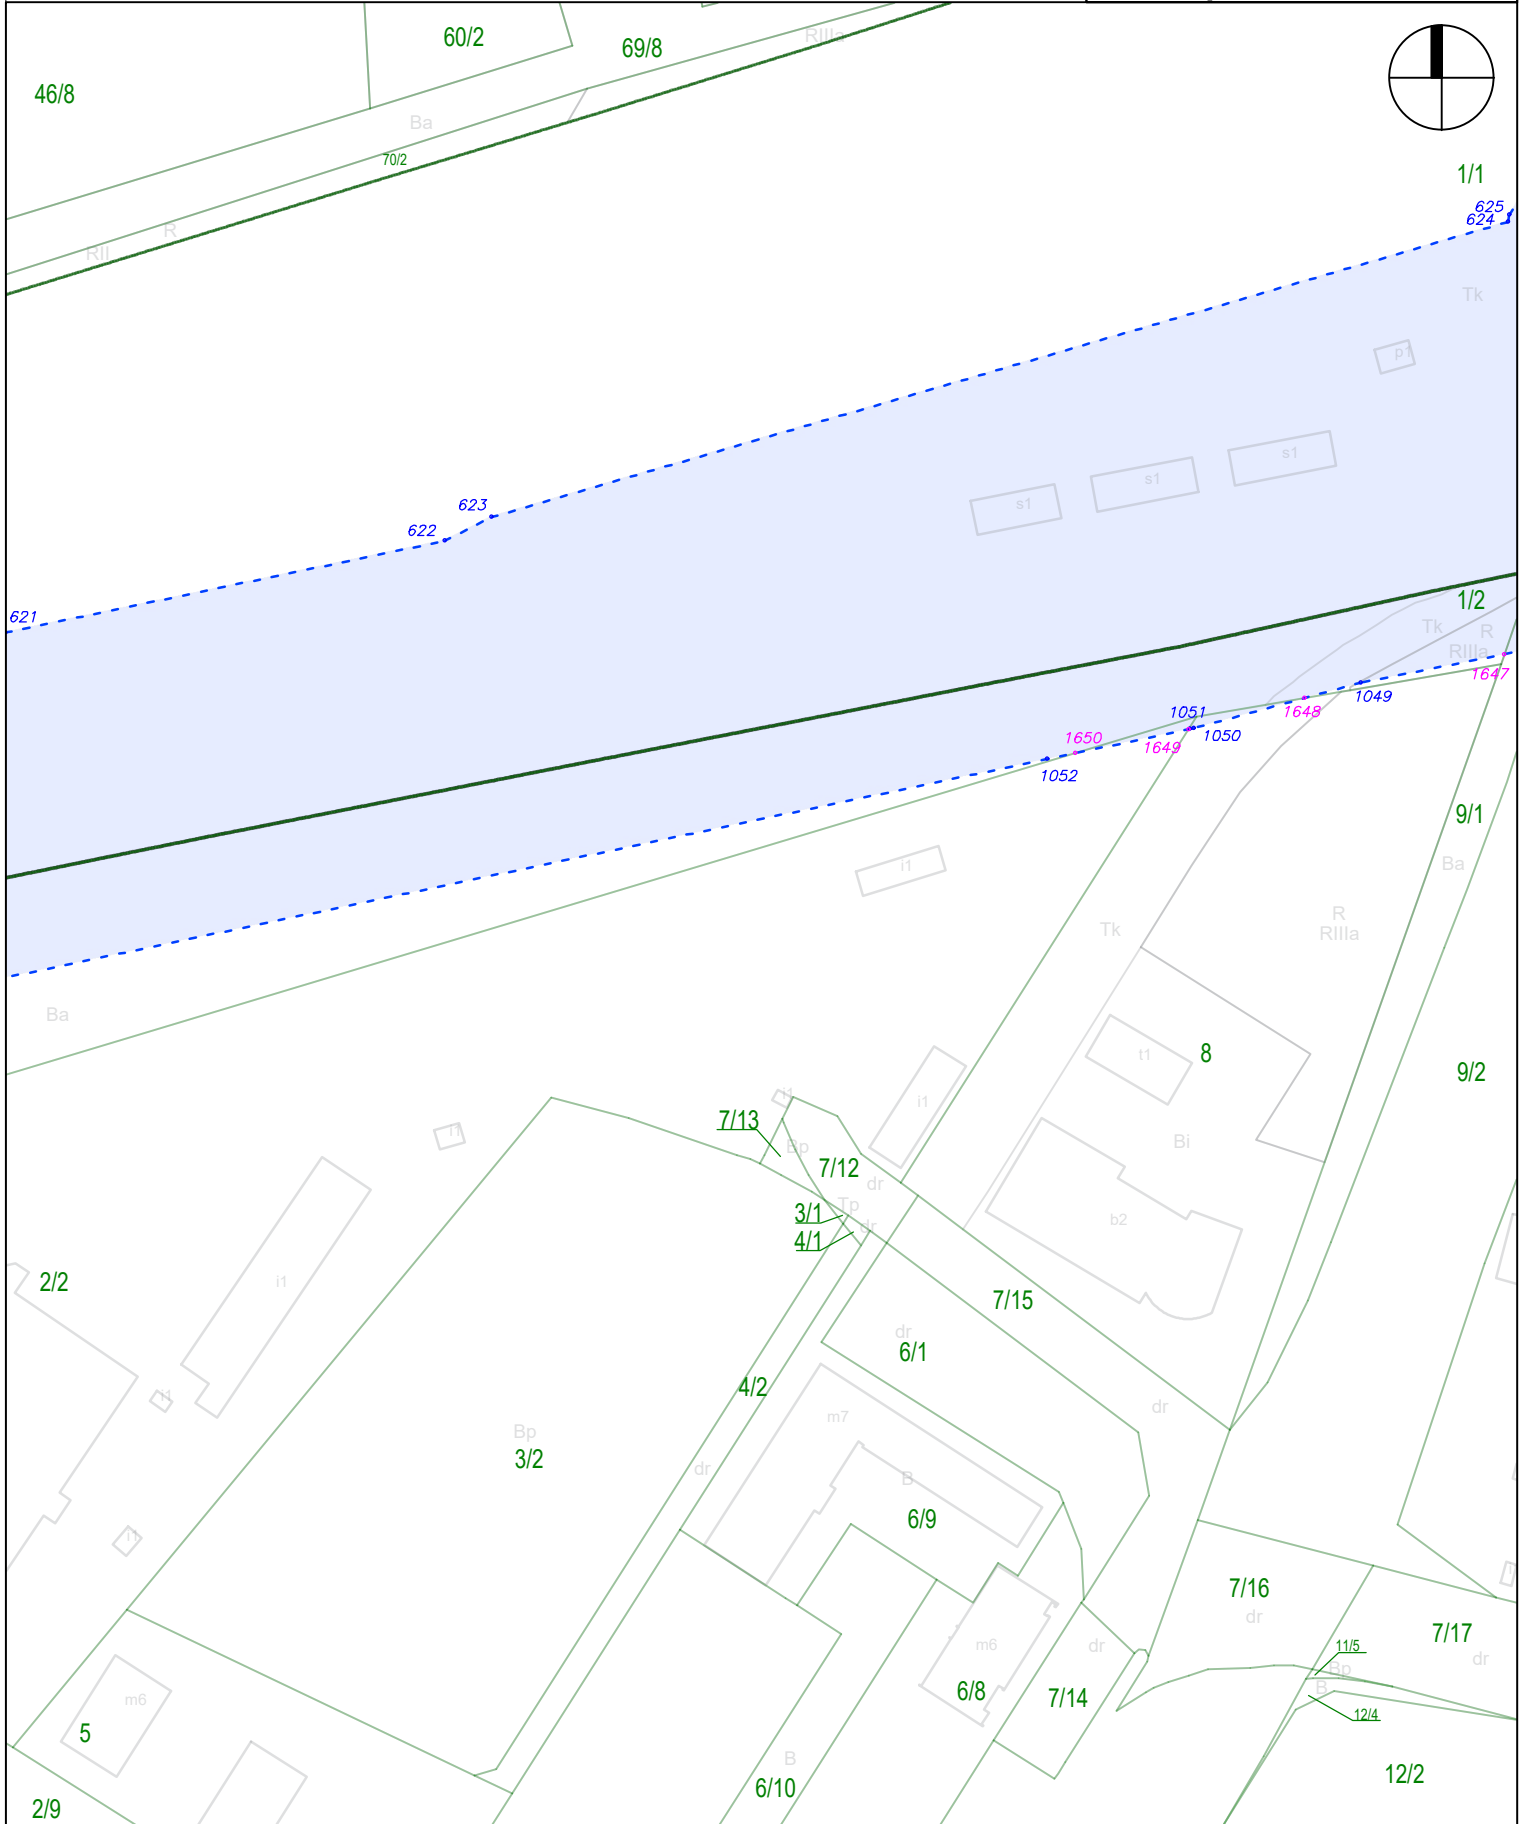 60/2
69/8
RIIIa
46/8
Ba
70/2
1/1
625
624
R
RII
Tk
p1
s1
s1
s1
623
622
621
1/2
Tk
R
RIIIa
1647
1049
1648
1051
1050
1649
1650
1052
9/1
Ba
i1
R
RIIIa
Tk
Ba
8
t1
9/2
i1
i1
7/13
i1
Bp
Bi
7/12
dr
Tp
3/1
dr
b2
4/1
2/2
i1
7/15
dr
6/1
4/2
i1
dr
m7
Bp
3/2
dr
B
6/9
i1
7/16
dr
7/17
m6
dr
11/5
Bp
dr
B
6/8
7/14
12/4
m6
5
B
6/10
12/2
2/9